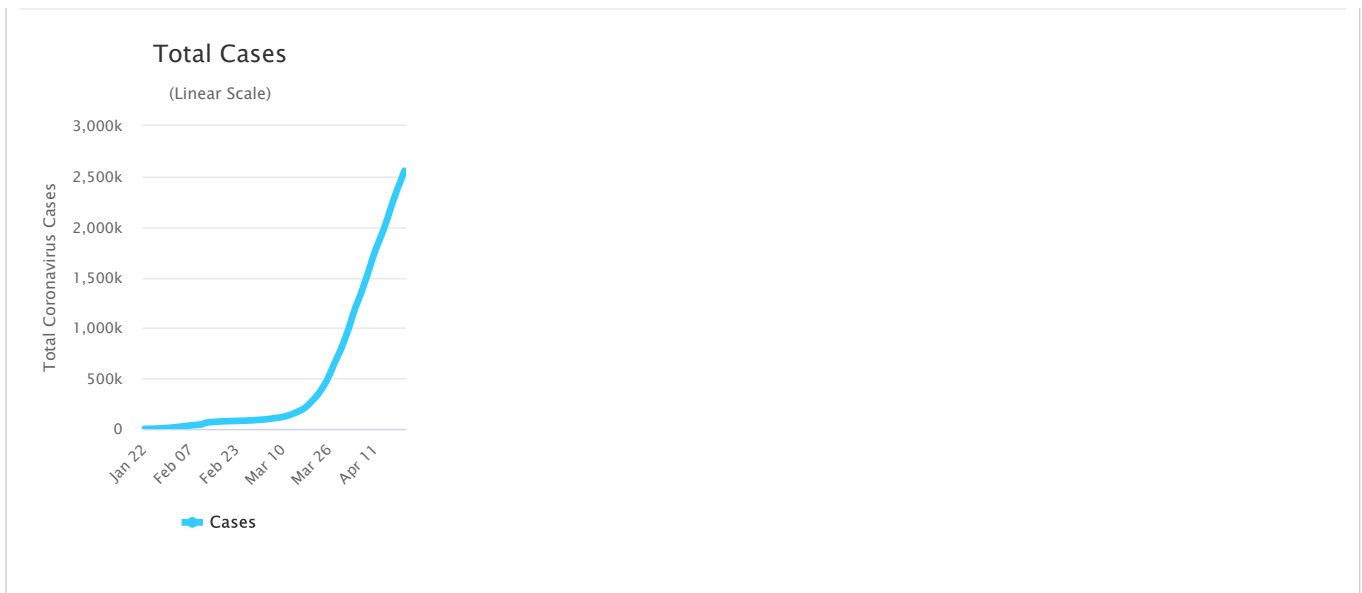 Total Cases
(Linear Scale)
Total Coronavirus Cases
3,000k
2,500k
2,000k
1,500k
1,000k
500k
0
Jan 22
Feb 07
Feb 23
Mar 10
Mar 26
Apr 11
Cases